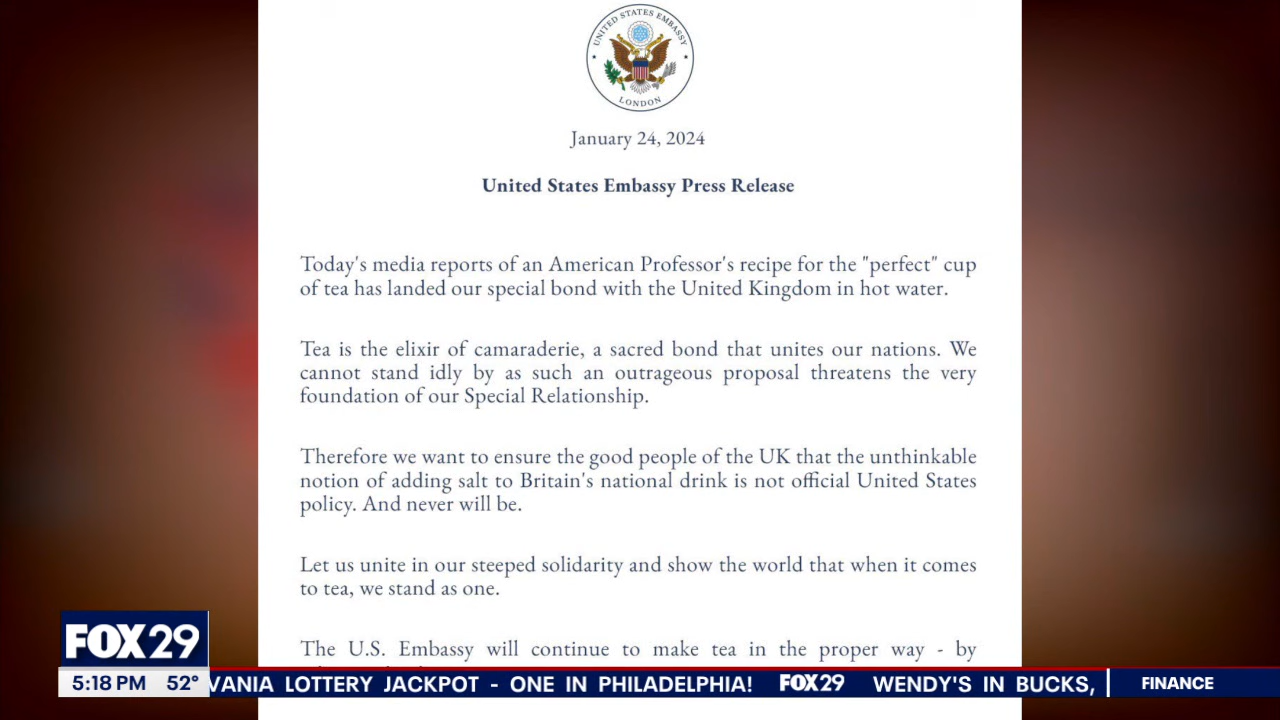 UNITED STATES EMBASSY
LONDON
January 24, 2024
United States Embassy Press Release
Today's media reports of an American Professor's recipe for the "perfect" cup
of tea has landed our special bond with the United Kingdom in hot water.
Tea is the elixir of camaraderie, a sacred bond that unites our nations. We
cannot stand idly by as such an outrageous proposal threatens the very
foundation of our Special Relationship.
Therefore we want to ensure the good people of the UK that the unthinkable
notion of adding salt to Britain's national drink is not official United States
policy. And never will be.
Let us unite in our steeped solidarity and show the world that when it comes
to tea, we stand as one.
The U.S. Embassy will continue to make tea in the proper way - by
FOX 29
5:18 PM 52° VANIA LOTTERY JACKPOT - ONE IN PHILADELPHIA! FOX 29 WENDY'S IN BUCKS, FINANCE